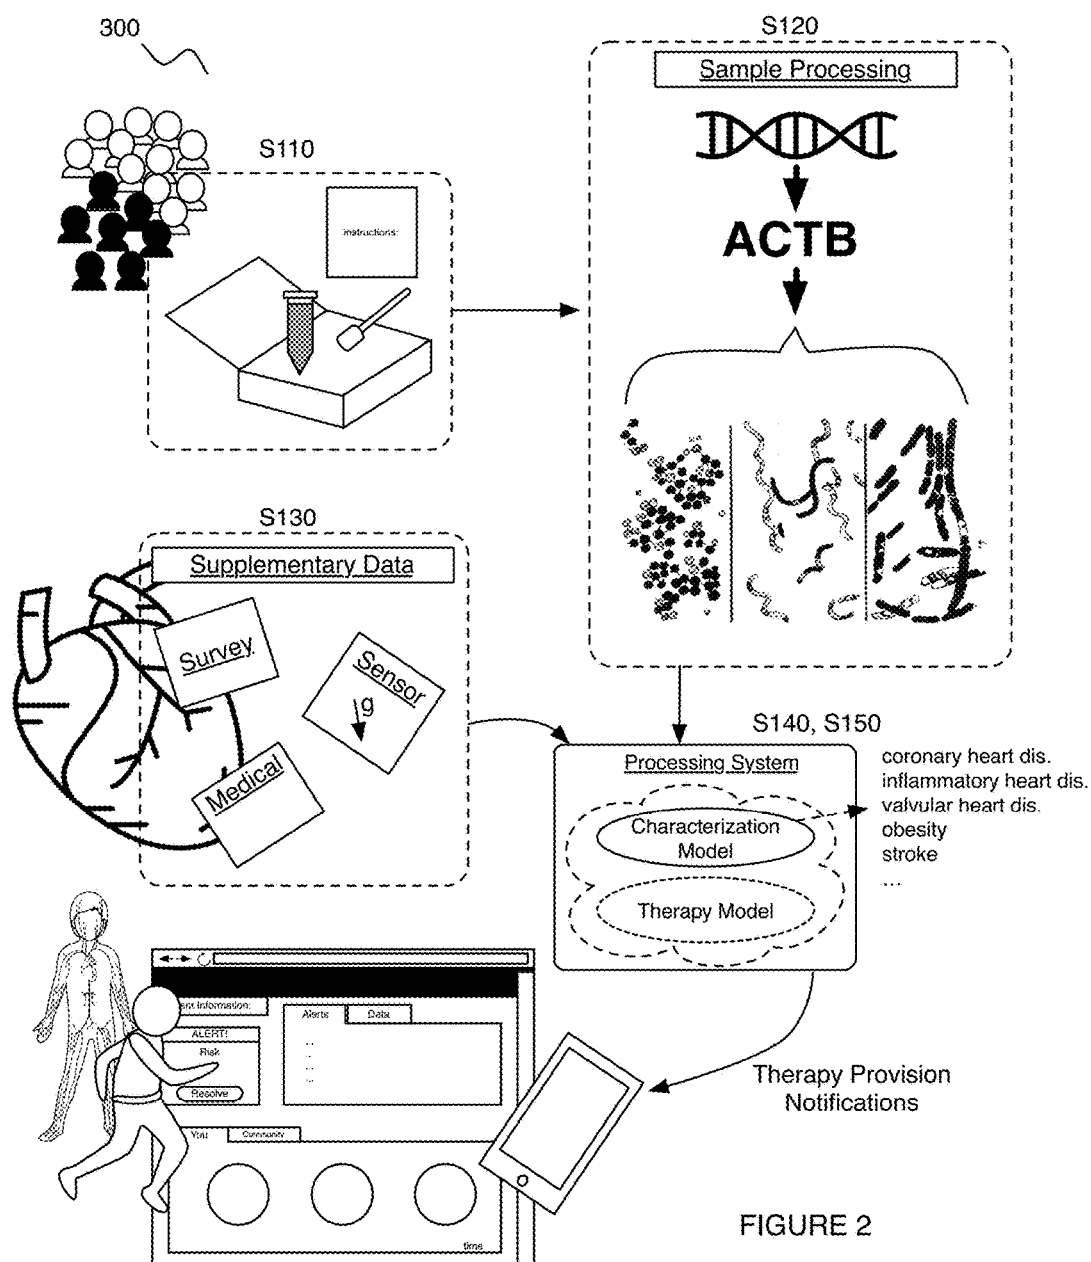 300
S110
instructions:
S120
Sample Processing
ACTB
S130
Supplementary Data
Survey
Sensor
g
Medical
S140, S150
Processing System
Characterization
Model
Therapy Model
coronary heart dis.
inflammatory heart dis.
valvular heart dis.
obesity
stroke
...
ent Information:
ALERT!
Risk
Resolve
Alerts
Data
...
...
...
...
You
Community
time
Therapy Provision
Notifications
FIGURE 2